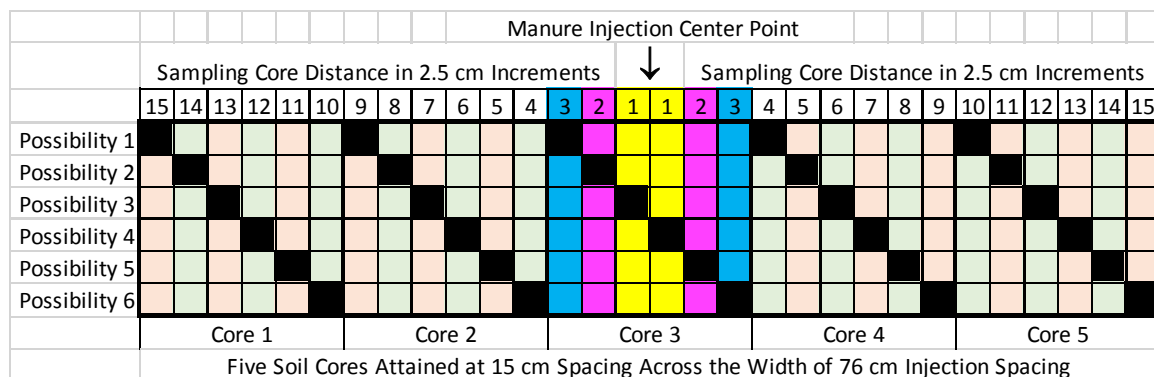 Manure Injection Center Point
↓
Sampling Core Distance in 2.5 cm Increments Sampling Core Distance in 2.5 cm Increments
15 14 13 12 11 10 9 8 7 6 5 4 3 2 1 1 2 3 4 5 6 7 8 9 10 11 12 13 14 15
Possibility 1
Possibility 2
Possibility 3
Possibility 4
Possibility 5
Possibility 6
Core 1 Core 2 Core 3 Core 4 Core 5
Five Soil Cores Attained at 15 cm Spacing Across the Width of 76 cm Injection Spacing